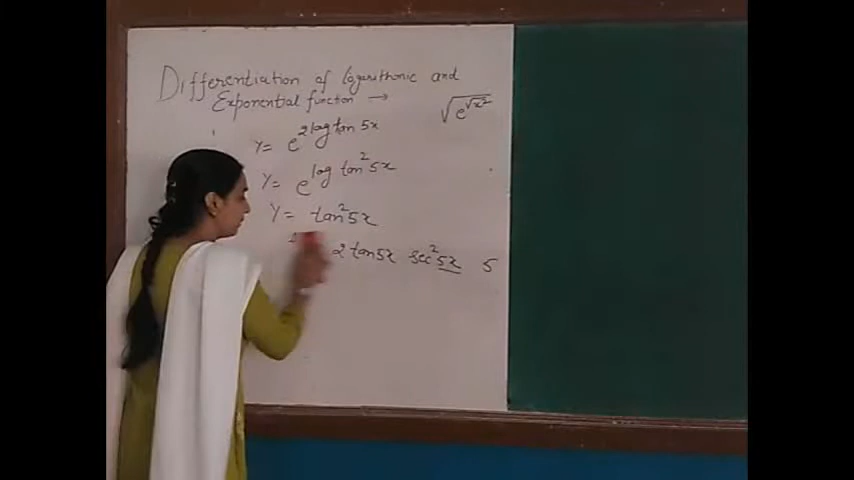 Differentiation of logarithmic and
Exponential function →
√e^√x²
y = e^2 log tan 5x
y = e^log tan² 5x
y = tan² 5x
2 tan 5x sec² 5x 5